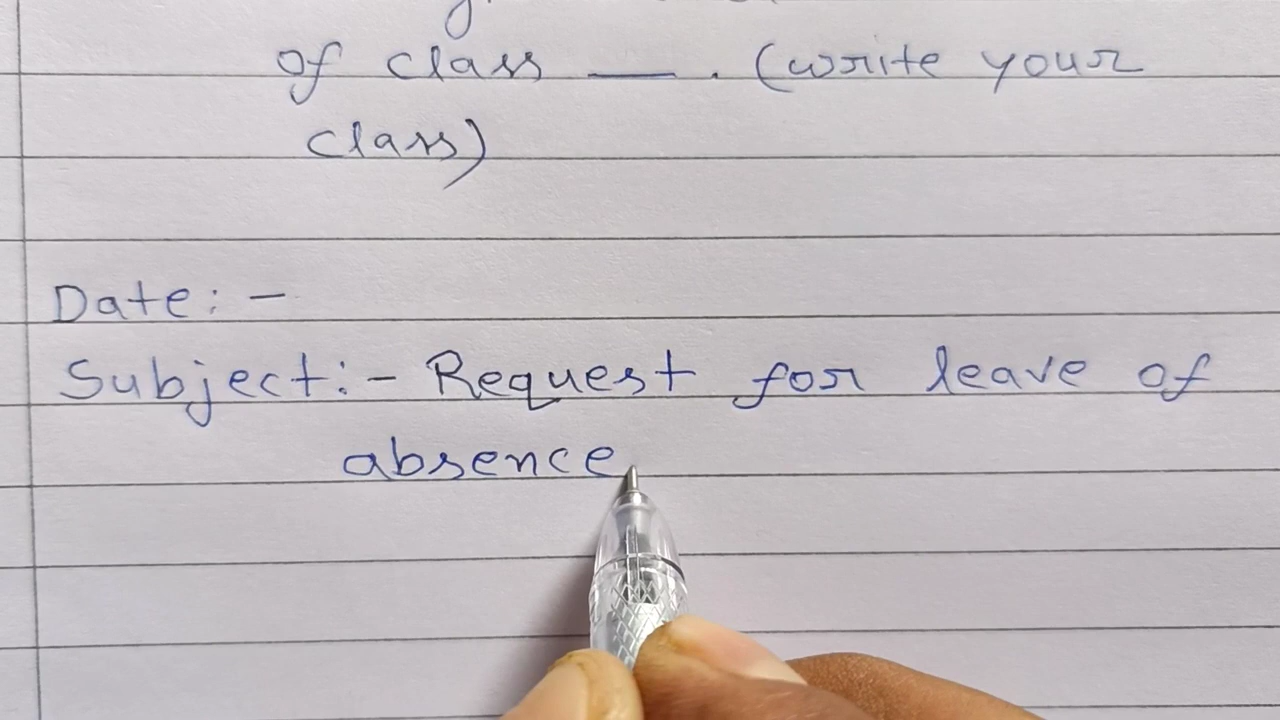 of class ___ . (write your
class)
Date: -
Subject: - Request for leave of
absence